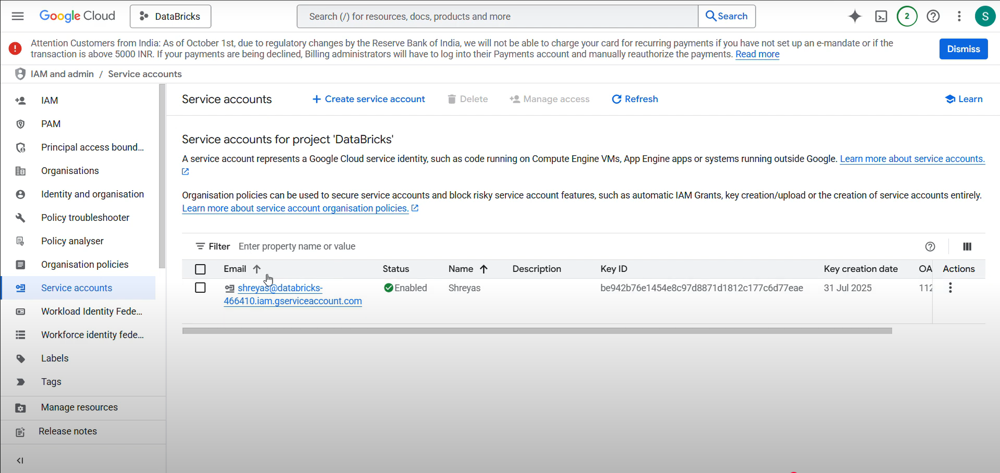 Google Cloud
DataBricks
Search (/) for resources, docs, products and more
Search
2
S
Attention Customers from India: As of October 1st, due to regulatory changes by the Reserve Bank of India, we will not be able to charge your card for recurring payments if you have not set up an e-mandate or if the
transaction is above 5000 INR. If your payments are being declined, Billing administrators will have to log into their Payments account and manually reauthorize the payments. Read more
Dismiss
IAM and admin / Service accounts
IAM
PAM
Principal access bound...
Organisations
Identity and organisation
Policy troubleshooter
Policy analyser
Organisation policies
Service accounts
Workload Identity Fede...
Workforce identity fede...
Labels
Tags
Manage resources
Release notes
Service accounts
+ Create service account
Delete
Manage access
Refresh
Learn
Service accounts for project 'DataBricks'
A service account represents a Google Cloud service identity, such as code running on Compute Engine VMs, App Engine apps or systems running outside Google. Learn more about service accounts.
Organisation policies can be used to secure service accounts and block risky service account features, such as automatic IAM Grants, key creation/upload or the creation of service accounts entirely.
Learn more about service account organisation policies.
Filter Enter property name or value
Email Status Name Description Key ID Key creation date OA Actions
shreyas@databricks- Enabled Shreyas be942b76e1454e8c97d8871d1812c177c6d77eae 31 Jul 2025 112
466410.iam.gserviceaccount.com